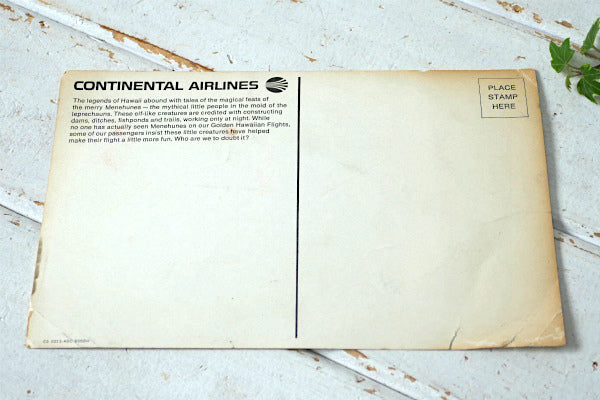 CONTINENTAL AIRLINES
The legends of Hawaii abound with tales of the magical feats of
the merry Menehunes — the mythical little people in the mold of the
leprechauns. These elf-like creatures are credited with constructing
dams, ditches, fishponds and trails, working only at night. While
no one has actually seen Menehunes on our Golden Hawaiian Flights,
some of our passengers insist these little creatures have helped
make their flight a little more fun. Who are we to doubt it?
PLACE
STAMP
HERE